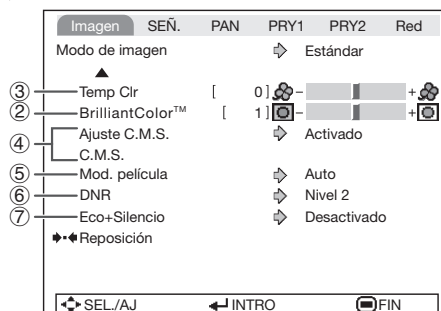 Imagen SEÑ. PAN PRY1 PRY2 Red
Modo de imagen Estándar
③ Temp Clr [ 0] - +
② BrilliantColor™ [ 1] - +
④ Ajuste C.M.S. Activado
C.M.S.
⑤ Mod. película Auto
⑥ DNR Nivel 2
⑦ Eco+Silencio Desactivado
Reposición
SEL./AJ INTRO FIN